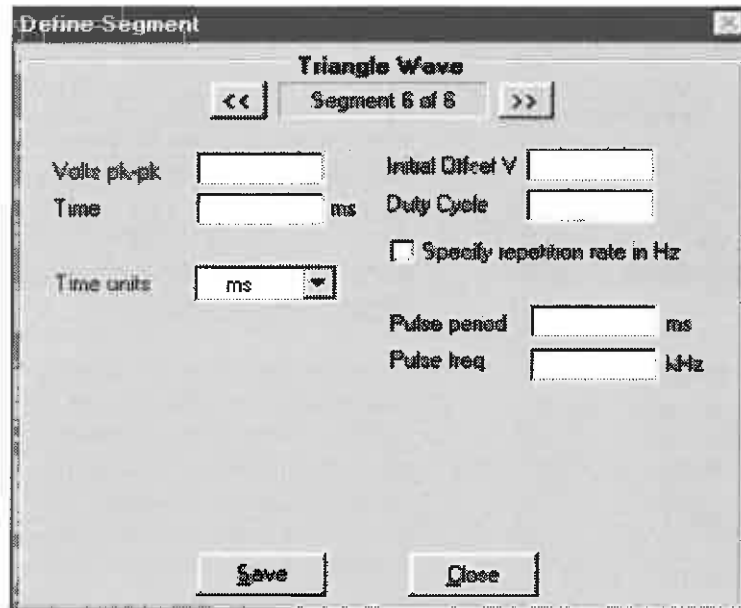 Define Segment
Triangle Wave
<< Segment 6 of 6 >>
Volts pk-pk
Initial Offset V
Time ms
Duty Cycle
Specify repetition rate in Hz
Time units ms
Pulse period ms
Pulse freq kHz
Save Close